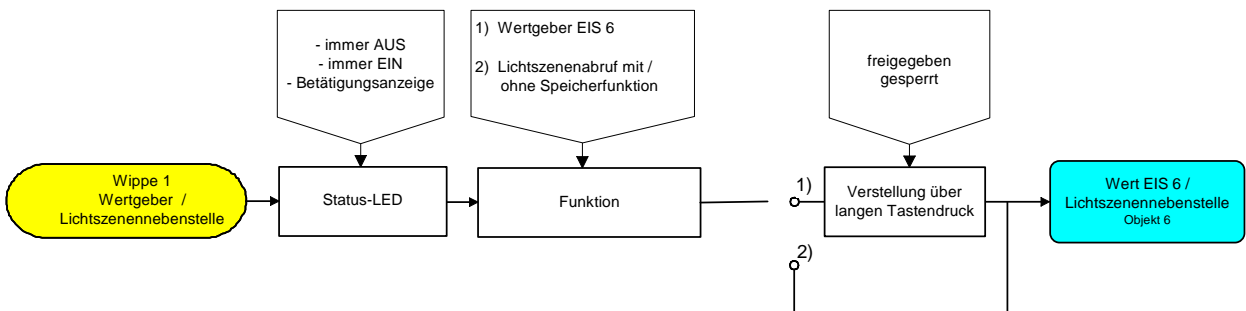 - immer AUS
- immer EIN
- Betätigungsanzeige
1) Wertgeber EIS 6
2) Lichtszenenabruf mit /
ohne Speicherfunktion
freigegeben
gesperrt
Wippe 1
Wertgeber /
Lichtszenennebenstelle
Status-LED
Funktion
1)
Verstellung über
langen Tastendruck
Wert EIS 6 /
Lichtszenennebenstelle
Objekt 6
2)